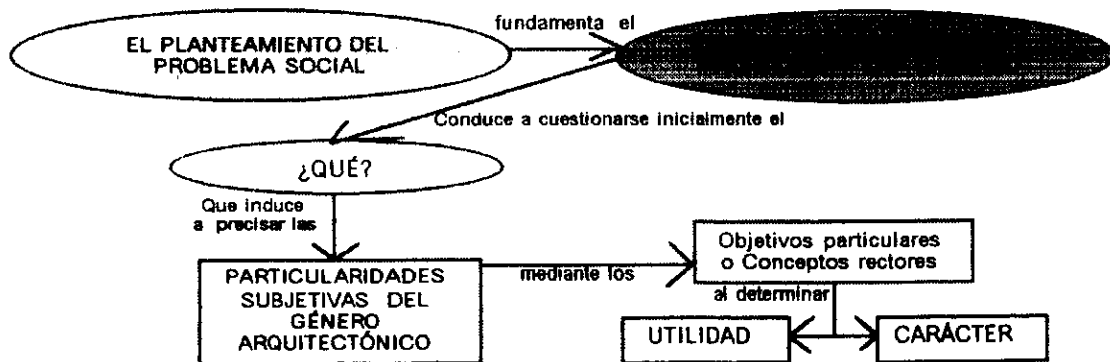 fundamenta el
EL PLANTEAMIENTO DEL
PROBLEMA SOCIAL
Conduce a cuestionarse inicialmente el
¿QUÉ?
Que induce
a precisar las
PARTICULARIDADES
SUBJETIVAS DEL
GÉNERO
ARQUITECTÓNICO
mediante los
Objetivos particulares
o Conceptos rectores
al determinar
UTILIDAD
CARÁCTER